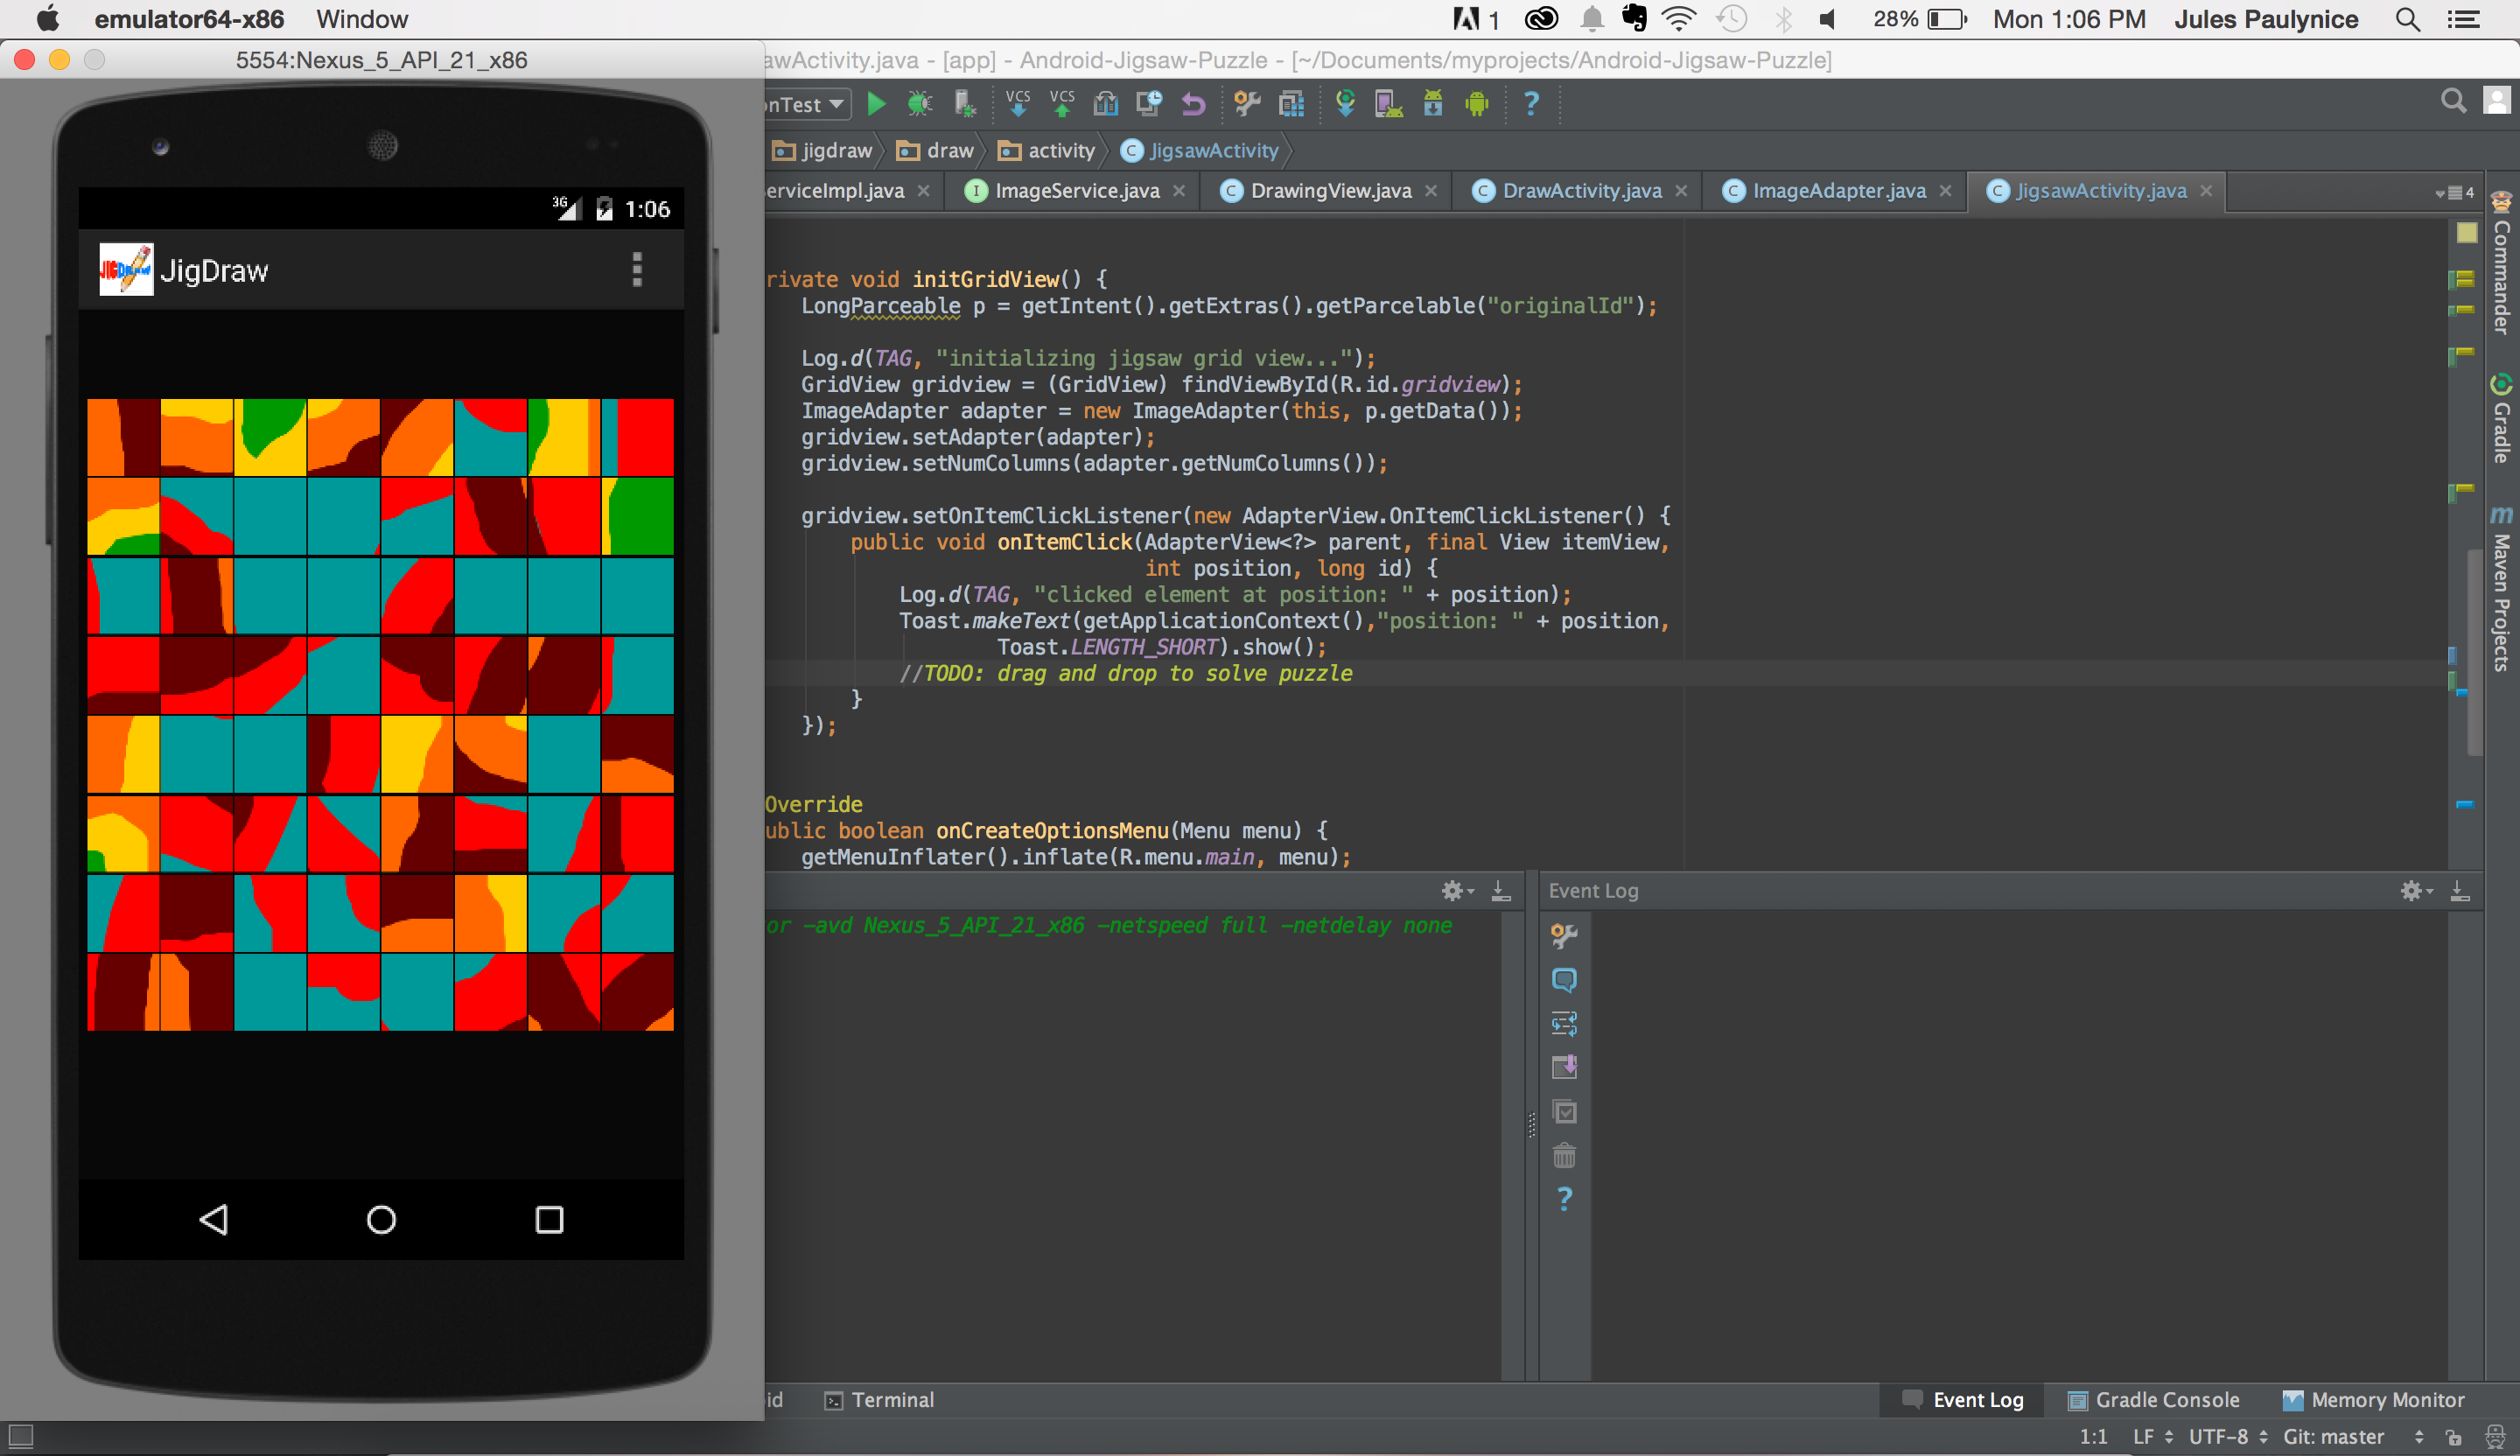 emulator64-x86 Window
1 28% Mon 1:06 PM Jules Paulynice
5554:Nexus_5_API_21_x86
awActivity.java - [app] - Android-Jigsaw-Puzzle - [~/Documents/myprojects/Android-Jigsaw-Puzzle]
onTest VCS VCS ?
jigdraw draw activity C JigsawActivity
erviceImpl.java I ImageService.java C DrawingView.java C DrawActivity.java C ImageAdapter.java C JigsawActivity.java 4
3G 1:06
JigDraw JigDraw
rivate void initGridView() {
LongParceable p = getIntent().getExtras().getParcelable("originalId");
Log.d(TAG, "initializing jigsaw grid view...");
GridView gridview = (GridView) findViewById(R.id.gridview);
ImageAdapter adapter = new ImageAdapter(this, p.getData());
gridview.setAdapter(adapter);
gridview.setNumColumns(adapter.getNumColumns());
gridview.setOnItemClickListener(new AdapterView.OnItemClickListener() {
public void onItemClick(AdapterView<?> parent, final View itemView,
int position, long id) {
Log.d(TAG, "clicked element at position: " + position);
Toast.makeText(getApplicationContext(),"position: " + position,
Toast.LENGTH_SHORT).show();
//TODO: drag and drop to solve puzzle
}
});
Override
ublic boolean onCreateOptionsMenu(Menu menu) {
getMenuInflater().inflate(R.menu.main, menu);
Commander
Gradle
m Maven Projects
Event Log
or -avd Nexus_5_API_21_x86 -netspeed full -netdelay none
?
id Terminal Event Log Gradle Console Memory Monitor
1:1 LF UTF-8 Git: master